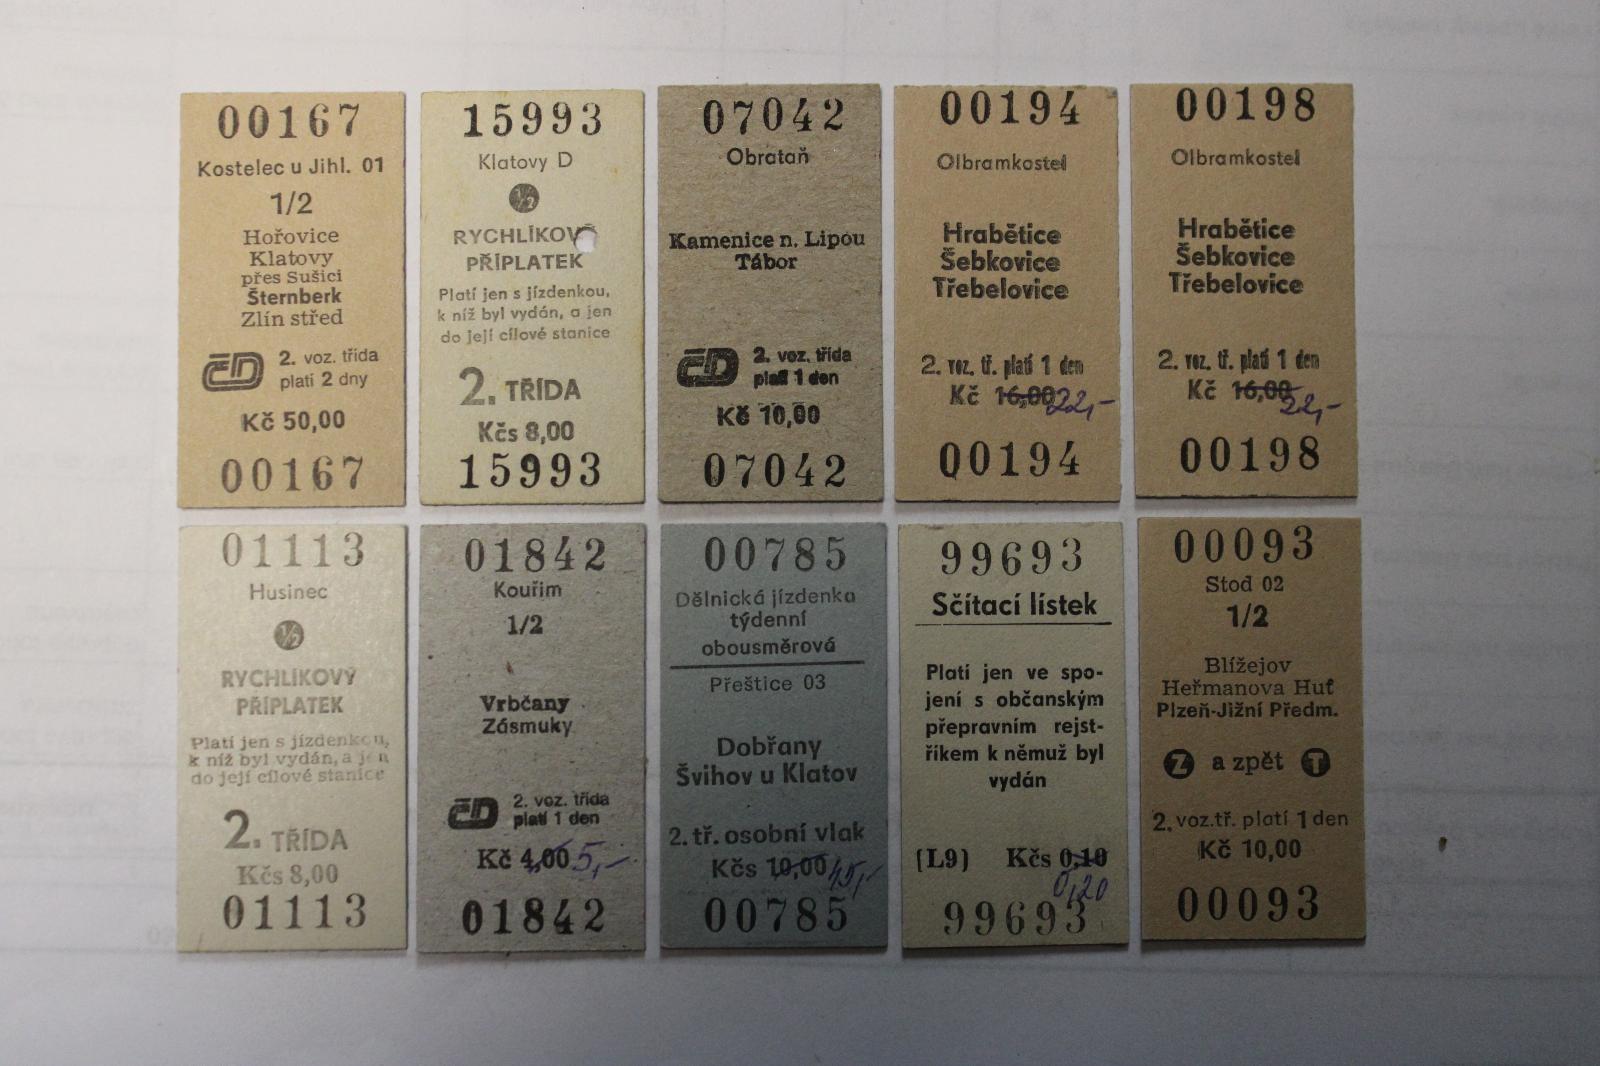 00167
Kostelec u Jihl. 01
1/2
Hořovice
Klatovy
přes Sušici
Šternberk
Zlín střed
ČD 2. voz. třída
platí 2 dny
Kč 50,00
00167
15993
Klatovy D
1/2
RYCHLÍKOVÝ
PŘÍPLATEK
Platí jen s jízdenkou,
k níž byl vydán, a jen
do její cílové stanice
2. TŘÍDA
Kčs 8,00
15993
07042
Obrataň
Kamenice n. Lipou
Tábor
ČD 2. voz. třída
platí 1 den
Kč 10,00
07042
00194
Olbramkostel
Hrabětice
Šebkovice
Třebelovice
2. voz. tř. platí 1 den
Kč 16,00 22,-
00194
00198
Olbramkostel
Hrabětice
Šebkovice
Třebelovice
2. voz. tř. platí 1 den
Kč 16,00 22,-
00198
01113
Husinec
1/2
RYCHLÍKOVÝ
PŘÍPLATEK
Platí jen s jízdenkou,
k níž byl vydán, a jen
do její cílové stanice
2. TŘÍDA
Kčs 8,00
01113
01842
Kouřim
1/2
Vrbčany
Zásmuky
ČD 2. voz. třída
platí 1 den
Kč 4,00 5,-
01842
00785
Dělnická jízdenka
týdenní
obousměrová
Přeštice 03
Dobřany
Švihov u Klatov
2. tř. osobní vlak
Kčs 10,00 45,-
00785
99693
Sčítací lístek
Platí jen ve spo-
jení s občanským
přepravním rejst-
říkem k němuž byl
vydán
[L9) Kčs 0,10
0,20
99693
00093
Stod 02
1/2
Blížejov
Heřmanova Huť
Plzeň-Jižní Předm.
Z a zpět T
2. voz. tř. platí 1 den
Kč 10,00
00093